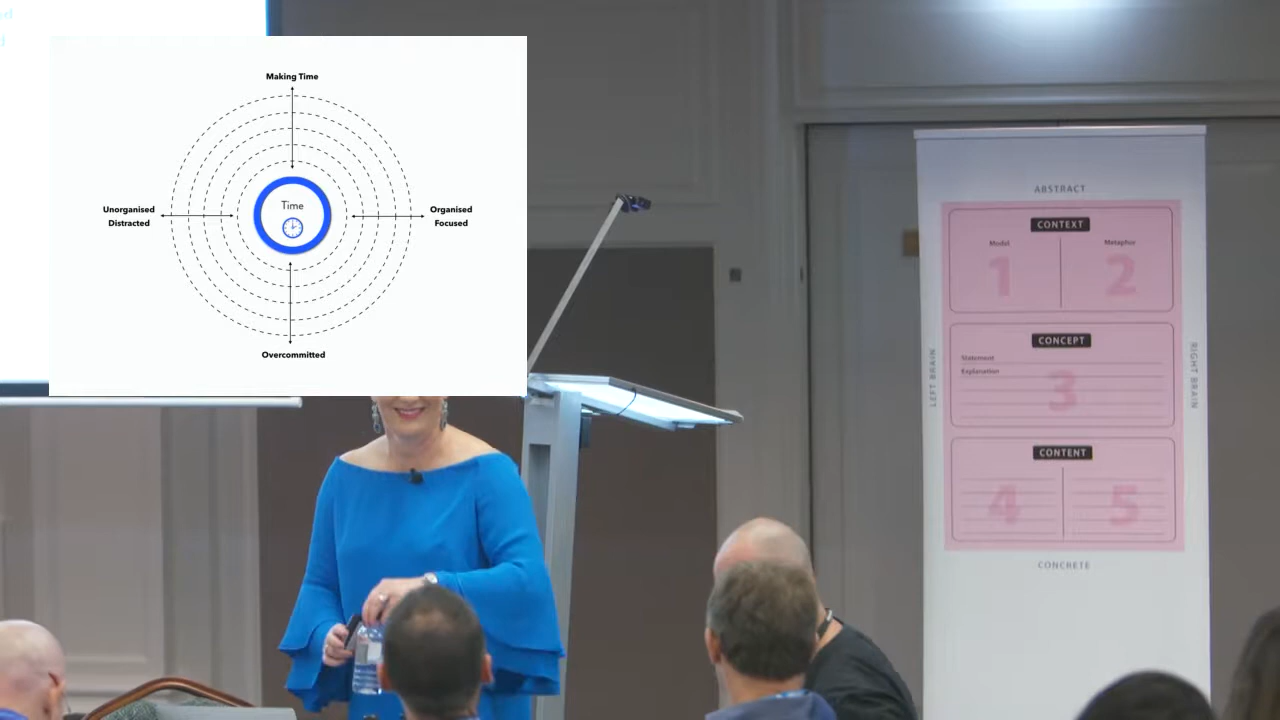 Making Time
Unorganised
Distracted
Time
Organised
Focused
Overcommitted
ABSTRACT
CONTEXT
Model
Metaphor
1
2
LEFT BRAIN
RIGHT BRAIN
CONCEPT
Statement
Explanation
3
CONTENT
4
5
CONCRETE